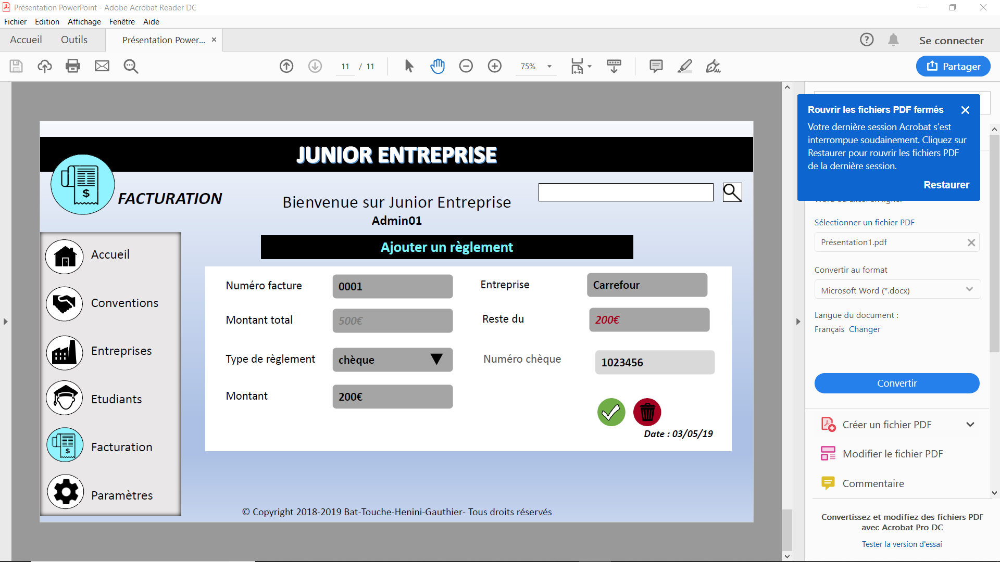 Présentation PowerPoint - Adobe Acrobat Reader DC
Fichier Edition Affichage Fenêtre Aide
Accueil Outils Présentation Power... ×
Se connecter
11 / 11
75%
Partager
JUNIOR ENTREPRISE
FACTURATION
Bienvenue sur Junior Entreprise
Admin01
Ajouter un règlement
Accueil
Conventions
Entreprises
Etudiants
Facturation
Paramètres
Numéro facture 0001 Entreprise Carrefour
Montant total 500€ Reste du 200€
Type de règlement chèque Numéro chèque 1023456
Montant 200€
Date : 03/05/19
© Copyright 2018-2019 Bat-Touche-Henini-Gauthier- Tous droits réservés
Rouvrir les fichiers PDF fermés
Votre dernière session Acrobat s’est
interrompue soudainement. Cliquez sur
Restaurer pour rouvrir les fichiers PDF
de la dernière session.
Restaurer
Sélectionner un fichier PDF
Présentation1.pdf
Convertir au format
Microsoft Word (*.docx)
Langue du document :
Français Changer
Convertir
Créer un fichier PDF
Modifier le fichier PDF
Commentaire
Convertissez et modifiez des fichiers PDF
avec Acrobat Pro DC
Tester la version d'essai